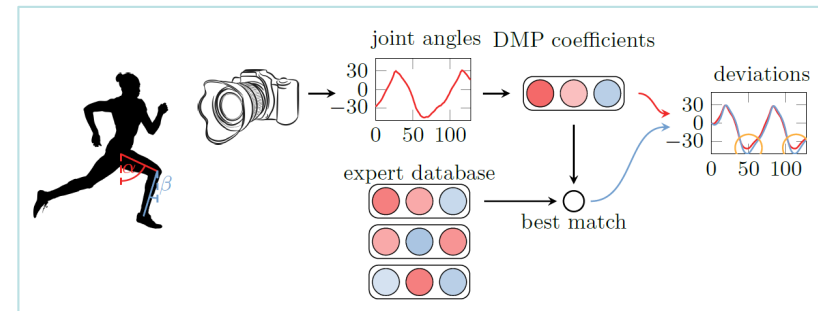 joint angles
DMP coefficients
30
0
−30
0 50 100
deviations
30
0
−30
0 50 100
α
β
expert database
best match